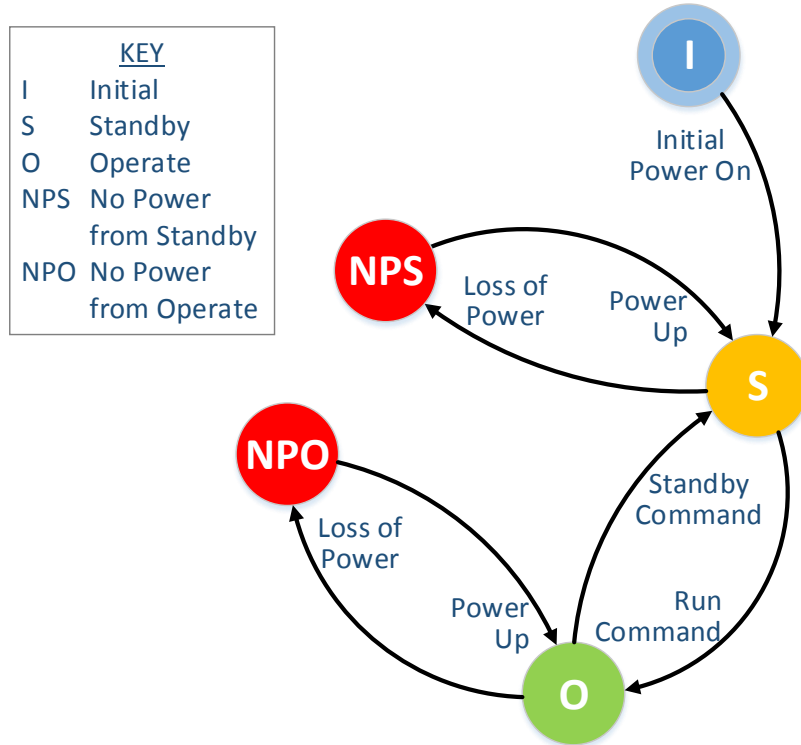 KEY
I Initial
S Standby
O Operate
NPS No Power
from Standby
NPO No Power
from Operate
I
Initial
Power On
NPS
Loss of
Power
Power
Up
S
NPO
Loss of
Power
Standby
Command
Power
Up
Run
Command
O